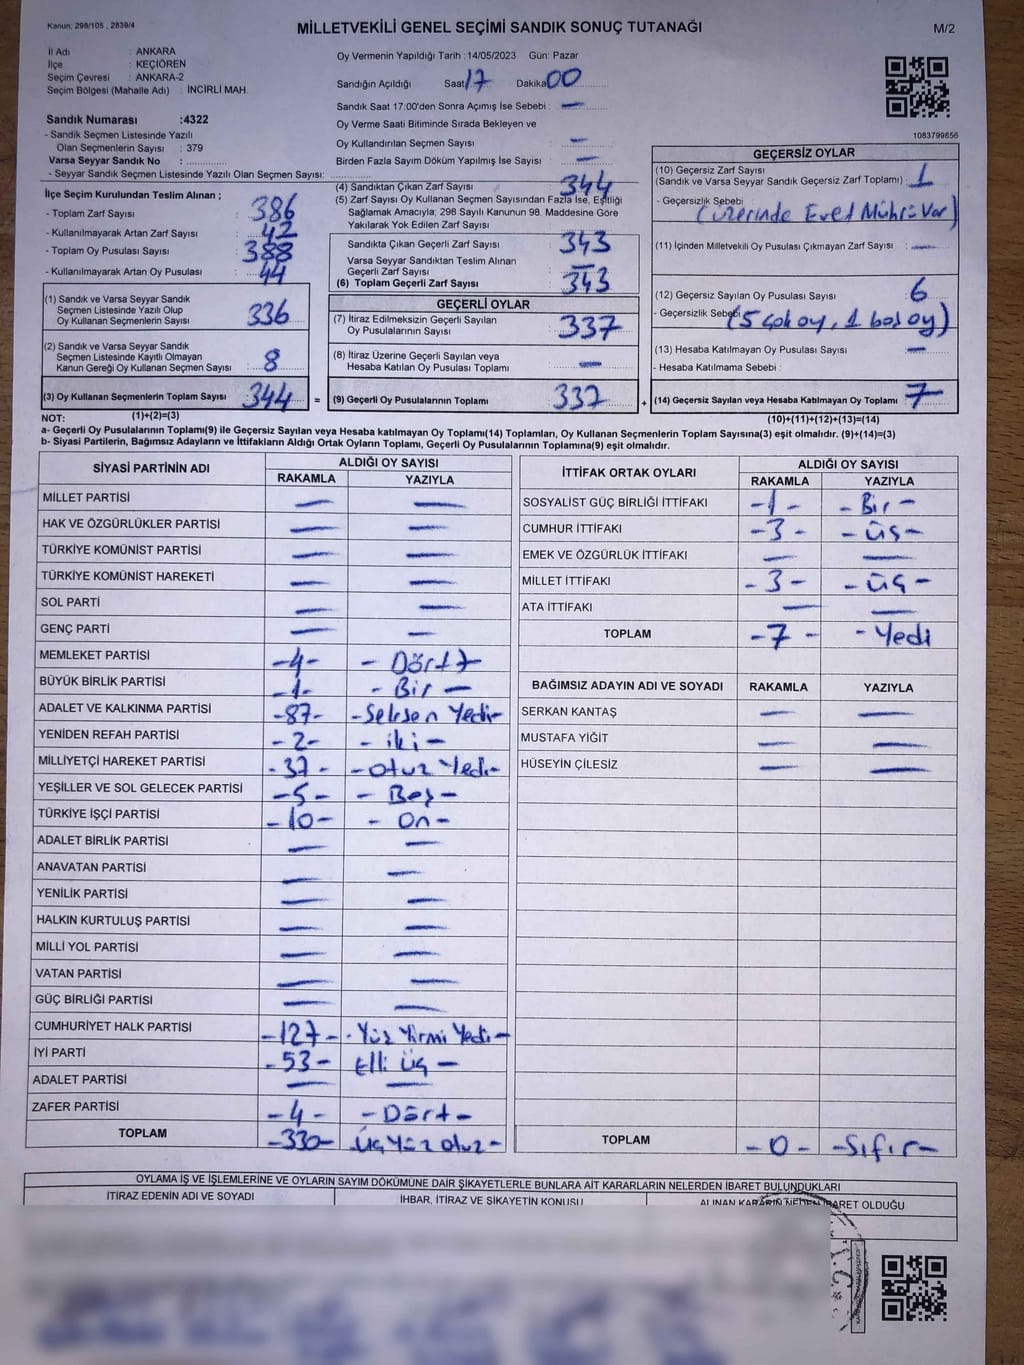 Kanun; 298/105 , 2839/4
MİLLETVEKİLİ GENEL SEÇİMİ SANDIK SONUÇ TUTANAĞI
M/2
İl Adı : ANKARA
İlçe : KEÇİÖREN
Seçim Çevresi : ANKARA-2
Seçim Bölgesi (Mahalle Adı) : İNCİRLİ MAH.
Sandık Numarası :4322
- Sandık Seçmen Listesinde Yazılı
Olan Seçmenlerin Sayısı : 379
Varsa Seyyar Sandık No :
- Seyyar Sandık Seçmen Listesinde Yazılı Olan Seçmen Sayısı:
Oy Vermenin Yapıldığı Tarih :14/05/2023 Gün: Pazar
Sandığın Açıldığı Saat 17 Dakika 00
Sandık Saat 17:00'den Sonra Açımış İse Sebebi : —
Oy Verme Saati Bitiminde Sırada Bekleyen ve
Oy Kullandırılan Seçmen Sayısı : —
Birden Fazla Sayım Döküm Yapılmış İse Sayısı : —
1083799856
İlçe Seçim Kurulundan Teslim Alınan ;
- Toplam Zarf Sayısı : 386
- Kullanılmayarak Artan Zarf Sayısı : 42
- Toplam Oy Pusulası Sayısı : 388
- Kullanılmayarak Artan Oy Pusulası : 44
(1) Sandık ve Varsa Seyyar Sandık
Seçmen Listesinde Yazılı Olup
Oy Kullanan Seçmenlerin Sayısı : 336
(2) Sandık ve Varsa Seyyar Sandık
Seçmen Listesinde Kayıtlı Olmayan
Kanun Gereği Oy Kullanan Seçmen Sayısı : 8
(3) Oy Kullanan Seçmenlerin Toplam Sayısı : 344 =
(4) Sandıktan Çıkan Zarf Sayısı : 344
(5) Zarf Sayısı Oy Kullanan Seçmen Sayısından Fazla İse, Eşitliği
Sağlamak Amacıyla; 298 Sayılı Kanunun 98. Maddesine Göre
Yakılarak Yok Edilen Zarf Sayısı :
Sandıkta Çıkan Geçerli Zarf Sayısı : 343
Varsa Seyyar Sandıktan Teslim Alınan
Geçerli Zarf Sayısı : —
(6) Toplam Geçerli Zarf Sayısı : 343
GEÇERLİ OYLAR
(7) İtiraz Edilmeksizin Geçerli Sayılan
Oy Pusulalarının Sayısı : 337
(8) İtiraz Üzerine Geçerli Sayılan veya
Hesaba Katılan Oy Pusulası Toplamı : —
(9) Geçerli Oy Pusulalarının Toplamı : 337 +
GEÇERSİZ OYLAR
(10) Geçersiz Zarf Sayısı
(Sandık ve Varsa Seyyar Sandık Geçersiz Zarf Toplamı) : 1
- Geçersizlik Sebebi :
(üzerinde Evet Mührü Var)
(11) İçinden Milletvekili Oy Pusulası Çıkmayan Zarf Sayısı : —
(12) Geçersiz Sayılan Oy Pusulası Sayısı : 6
- Geçersizlik Sebebi (5 çok oy, 1 boş oy)
(13) Hesaba Katılmayan Oy Pusulası Sayısı : —
- Hesaba Katılmama Sebebi :
(14) Geçersiz Sayılan veya Hesaba Katılmayan Oy Toplamı : 7
NOT: (1)+(2)=(3)
(10)+(11)+(12)+(13)=(14)
a- Geçerli Oy Pusulalarının Toplamı(9) ile Geçersiz Sayılan veya Hesaba katılmayan Oy Toplamı(14) Toplamları, Oy Kullanan Seçmenlerin Toplam Sayısına(3) eşit olmalıdır. (9)+(14)=(3)
b- Siyasi Partilerin, Bağımsız Adayların ve İttifakların Aldığı Ortak Oyların Toplamı, Geçerli Oy Pusulalarının Toplamına(9) eşit olmalıdır.
SİYASİ PARTİNİN ADI ALDIĞI OY SAYISI
RAKAMLA YAZIYLA
MİLLET PARTİSİ — —
HAK VE ÖZGÜRLÜKLER PARTİSİ — —
TÜRKİYE KOMÜNİST PARTİSİ — —
TÜRKİYE KOMÜNİST HAREKETİ — —
SOL PARTİ — —
GENÇ PARTİ — —
MEMLEKET PARTİSİ -4- - Dört -
BÜYÜK BİRLİK PARTİSİ -1- - Bir -
ADALET VE KALKINMA PARTİSİ -87- - Seksen Yedi -
YENİDEN REFAH PARTİSİ -2- - iki -
MİLLİYETÇİ HAREKET PARTİSİ -37- - otuz Yedi -
YEŞİLLER VE SOL GELECEK PARTİSİ -5- - Beş -
TÜRKİYE İŞÇİ PARTİSİ -10- - On -
ADALET BİRLİK PARTİSİ — —
ANAVATAN PARTİSİ — —
YENİLİK PARTİSİ — —
HALKIN KURTULUŞ PARTİSİ — —
MİLLİ YOL PARTİSİ — —
VATAN PARTİSİ — —
GÜÇ BİRLİĞİ PARTİSİ — —
CUMHURİYET HALK PARTİSİ -127- - Yüz Yirmi Yedi -
İYİ PARTİ -53- Elli üç -
ADALET PARTİSİ — —
ZAFER PARTİSİ -4- - Dört -
TOPLAM -330- Üç Yüz otuz -
İTTİFAK ORTAK OYLARI ALDIĞI OY SAYISI
RAKAMLA YAZIYLA
SOSYALİST GÜÇ BİRLİĞİ İTTİFAKI -1- - Bir -
CUMHUR İTTİFAKI -3- - üç -
EMEK VE ÖZGÜRLÜK İTTİFAKI — —
MİLLET İTTİFAKI -3- - üç -
ATA İTTİFAKI — —
TOPLAM -7- - Yedi
BAĞIMSIZ ADAYIN ADI VE SOYADI RAKAMLA YAZIYLA
SERKAN KANTAŞ — —
MUSTAFA YİĞİT — —
HÜSEYİN ÇİLESİZ — —
TOPLAM -0- - Sıfır -
OYLAMA İŞ VE İŞLEMLERİNE VE OYLARIN SAYIM DÖKÜMÜNE DAİR ŞİKAYETLERLE BUNLARA AİT KARARLARIN NELERDEN İBARET BULUNDUKLARI
İTİRAZ EDENİN ADI VE SOYADI İHBAR, İTİRAZ VE ŞİKAYETİN KONUSU ALINAN KARARIN NEDEN İBARET OLDUĞU
T.C.